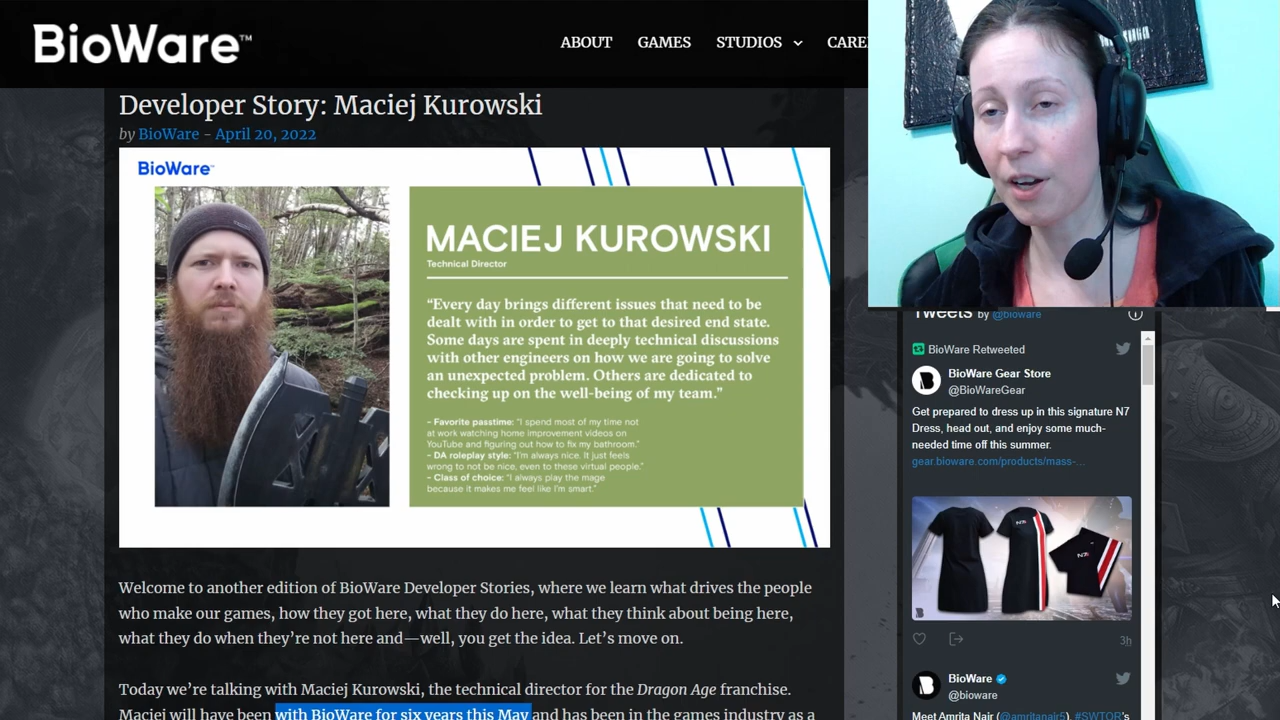 BioWare™
ABOUT GAMES STUDIOS CARE
Developer Story: Maciej Kurowski
by BioWare – April 20, 2022
BioWare™
MACIEJ KUROWSKI
Technical Director
“Every day brings different issues that need to be
dealt with in order to get to that desired end state.
Some days are spent in deeply technical discussions
with other engineers on how we are going to solve
an unexpected problem. Others are dedicated to
checking up on the well-being of my team.”
- Favorite passtime: “I spend most of my time not
at work watching home improvement videos on
YouTube and figuring out how to fix my bathroom.”
- DA roleplay style: “I’m always nice. It just feels
wrong to not be nice, even to these virtual people.”
- Class of choice: “I always play the mage
because it makes me feel like I’m smart.”
Welcome to another edition of BioWare Developer Stories, where we learn what drives the people
who make our games, how they got here, what they do here, what they think about being here,
what they do when they’re not here and—well, you get the idea. Let’s move on.
Today we’re talking with Maciej Kurowski, the technical director for the Dragon Age franchise.
Maciej will have been with BioWare for six years this May and has been in the games industry as a
Tweets by @bioware
BioWare Retweeted
BioWare Gear Store
@BioWareGear
Get prepared to dress up in this signature N7
Dress, head out, and enjoy some much-
needed time off this summer.
gear.bioware.com/products/mass-...
N7
N7
3h
BioWare
@bioware
Meet Amrita Nair (@amritanair5), #SWTOR's